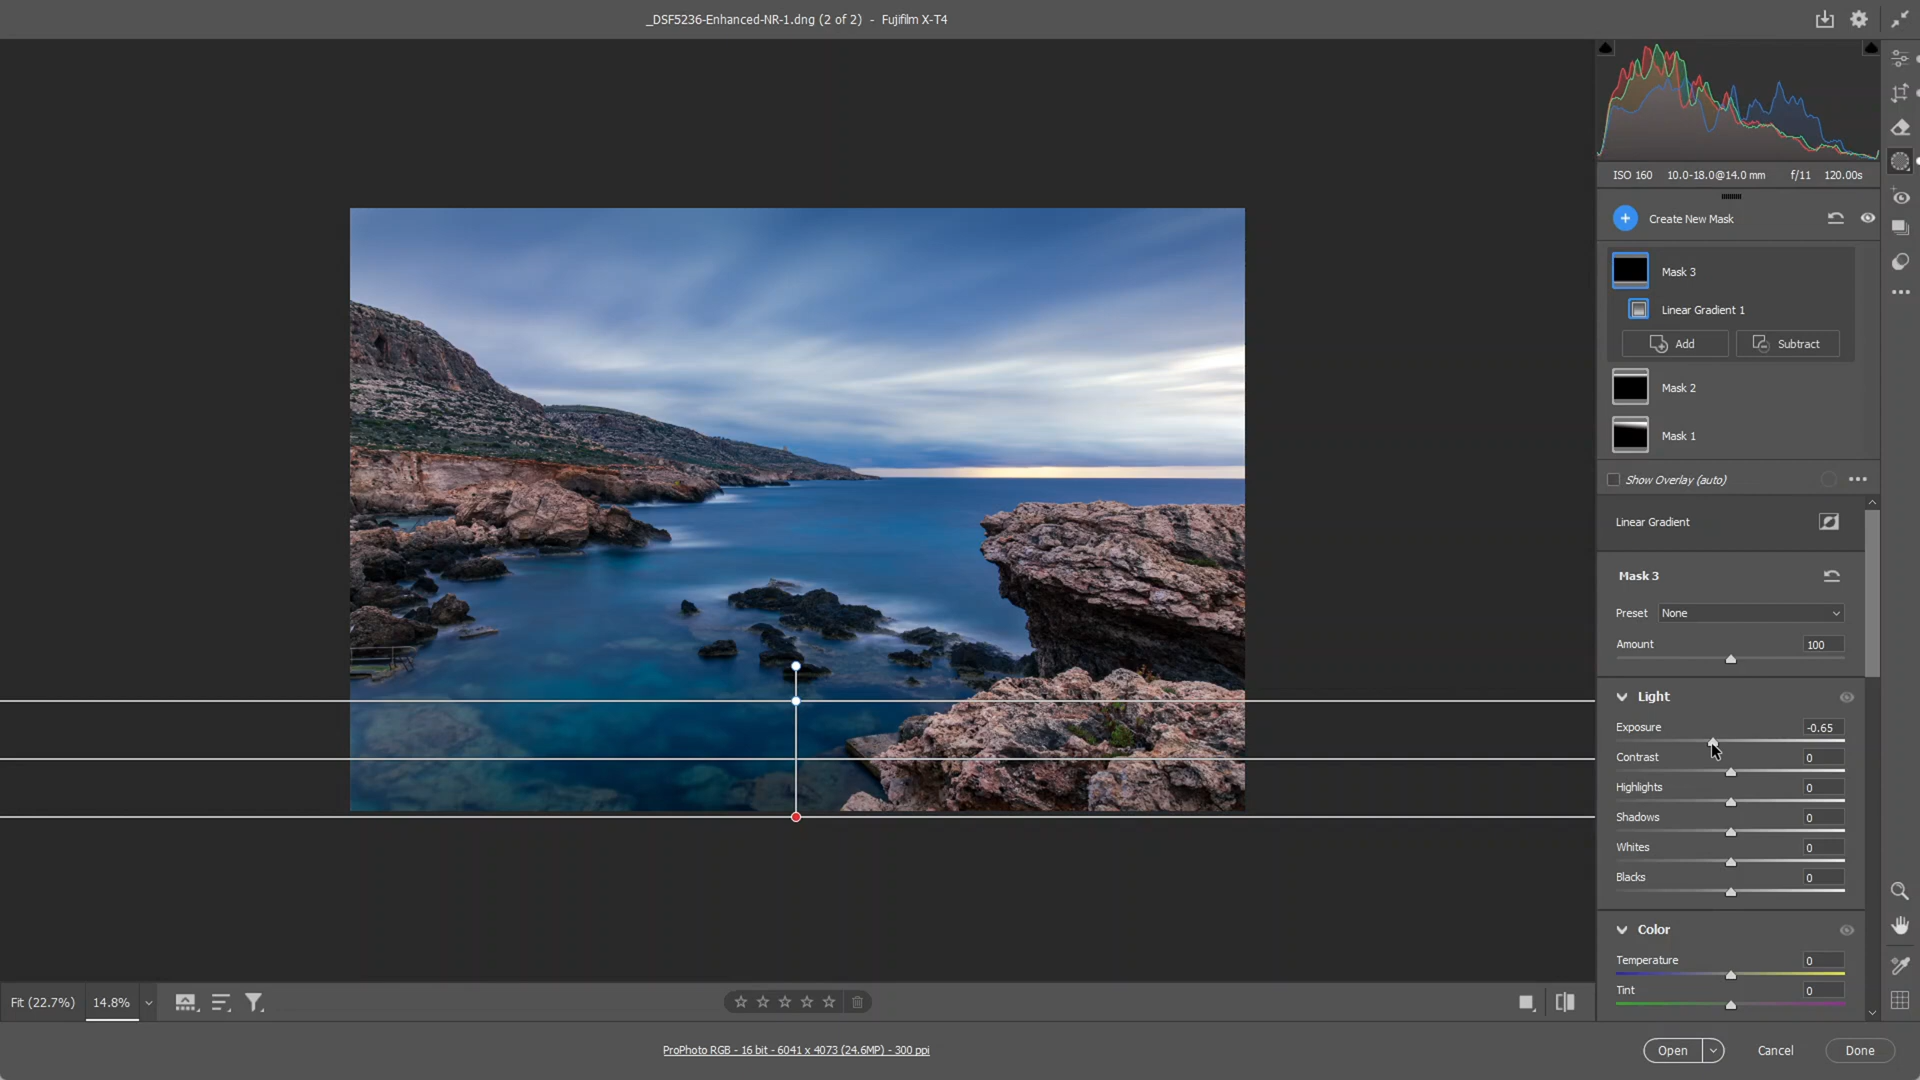 _DSF5236-Enhanced-NR-1.dng (2 of 2)  -  Fujifilm X-T4
ISO 160 10.0-18.0@14.0 mm f/11 120.00s
Create New Mask
Mask 3
Linear Gradient 1
Add Subtract
Mask 2
Mask 1
Show Overlay (auto)
Linear Gradient
Mask 3
Preset None
Amount 100
Light
Exposure -0.65
Contrast 0
Highlights 0
Shadows 0
Whites 0
Blacks 0
Color
Temperature 0
Tint 0
Fit (22.7%) 14.8%
ProPhoto RGB - 16 bit - 6041 x 4073 (24.6MP) - 300 ppi
Open Cancel Done